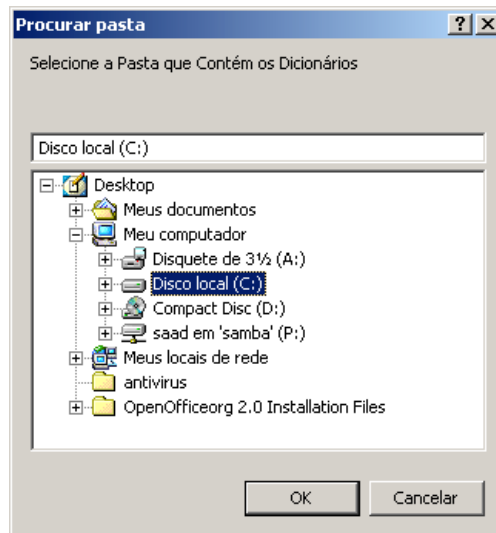 Procurar pasta
Selecione a Pasta que Contém os Dicionários
Disco local (C:)
Desktop
Meus documentos
Meu computador
Disquete de 3½ (A:)
Disco local (C:)
Compact Disc (D:)
saad em 'samba' (P:)
Meus locais de rede
antivirus
OpenOfficeorg 2.0 Installation Files
OK Cancelar